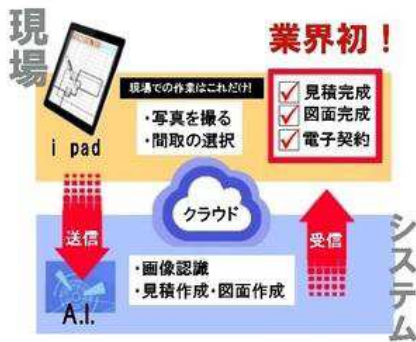 現場
業界初！
現場での作業はこれだけ!
・写真を撮る
・間取の選択
i pad
見積完成
図面完成
電子契約
クラウド
送信
受信
・画像認識
・見積作成・図面作成
A.I.
システム